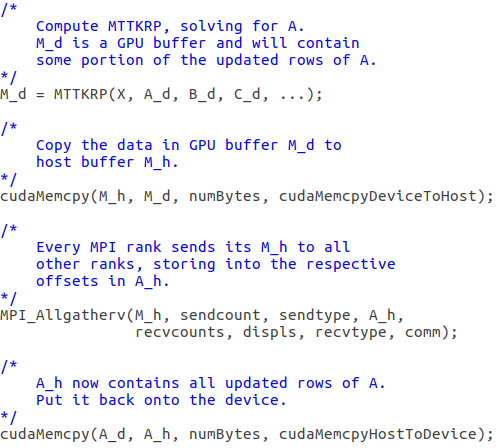 /*
    Compute MTTKRP, solving for A.
    M_d is a GPU buffer and will contain
    some portion of the updated rows of A.
*/
M_d = MTTKRP(X, A_d, B_d, C_d, ...);
/*
    Copy the data in GPU buffer M_d to
    host buffer M_h.
*/
cudaMemcpy(M_h, M_d, numBytes, cudaMemcpyDeviceToHost);
/*
    Every MPI rank sends its M_h to all
    other ranks, storing into the respective
    offsets in A_h.
*/
MPI_Allgatherv(M_h, sendcount, sendtype, A_h,
               recvcounts, displs, recvtype, comm);
/*
    A_h now contains all updated rows of A.
    Put it back onto the device.
*/
cudaMemcpy(A_d, A_h, numBytes, cudaMemcpyHostToDevice);